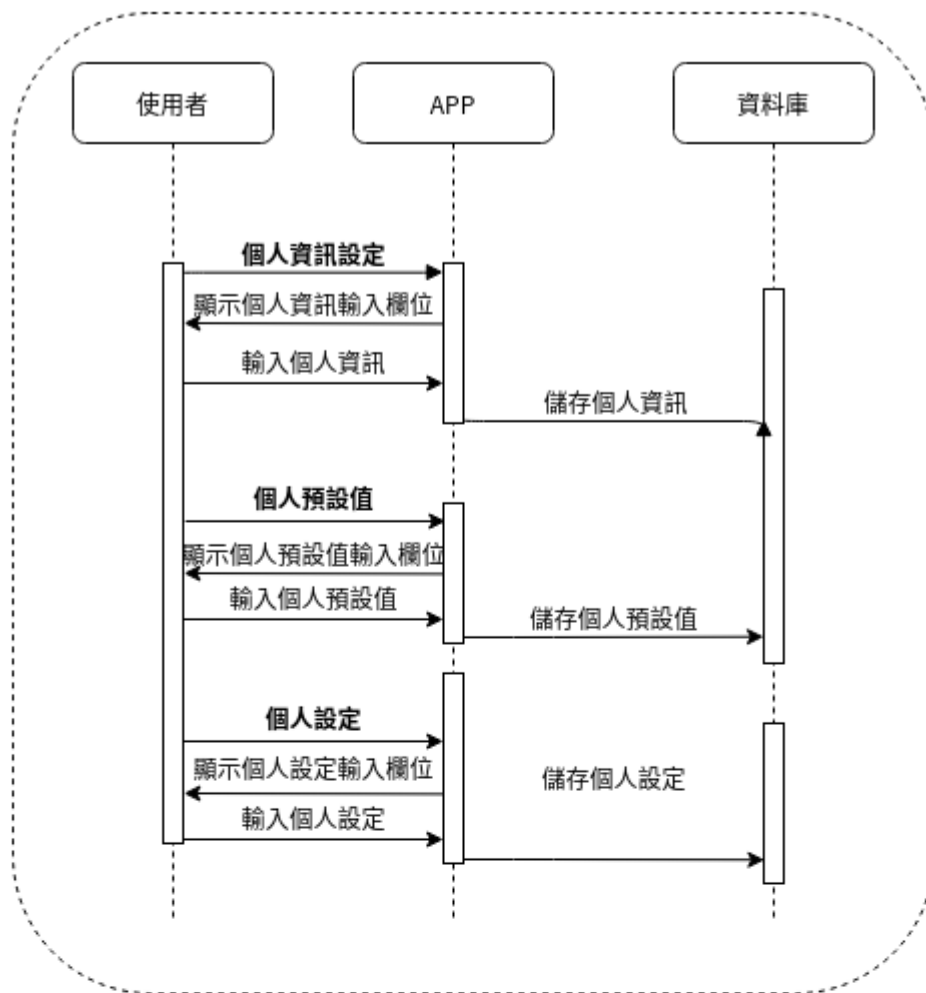 使用者
APP
資料庫
個人資訊設定
顯示個人資訊輸入欄位
輸入個人資訊
儲存個人資訊
個人預設值
顯示個人預設值輸入欄位
輸入個人預設值
儲存個人預設值
個人設定
顯示個人設定輸入欄位
儲存個人設定
輸入個人設定